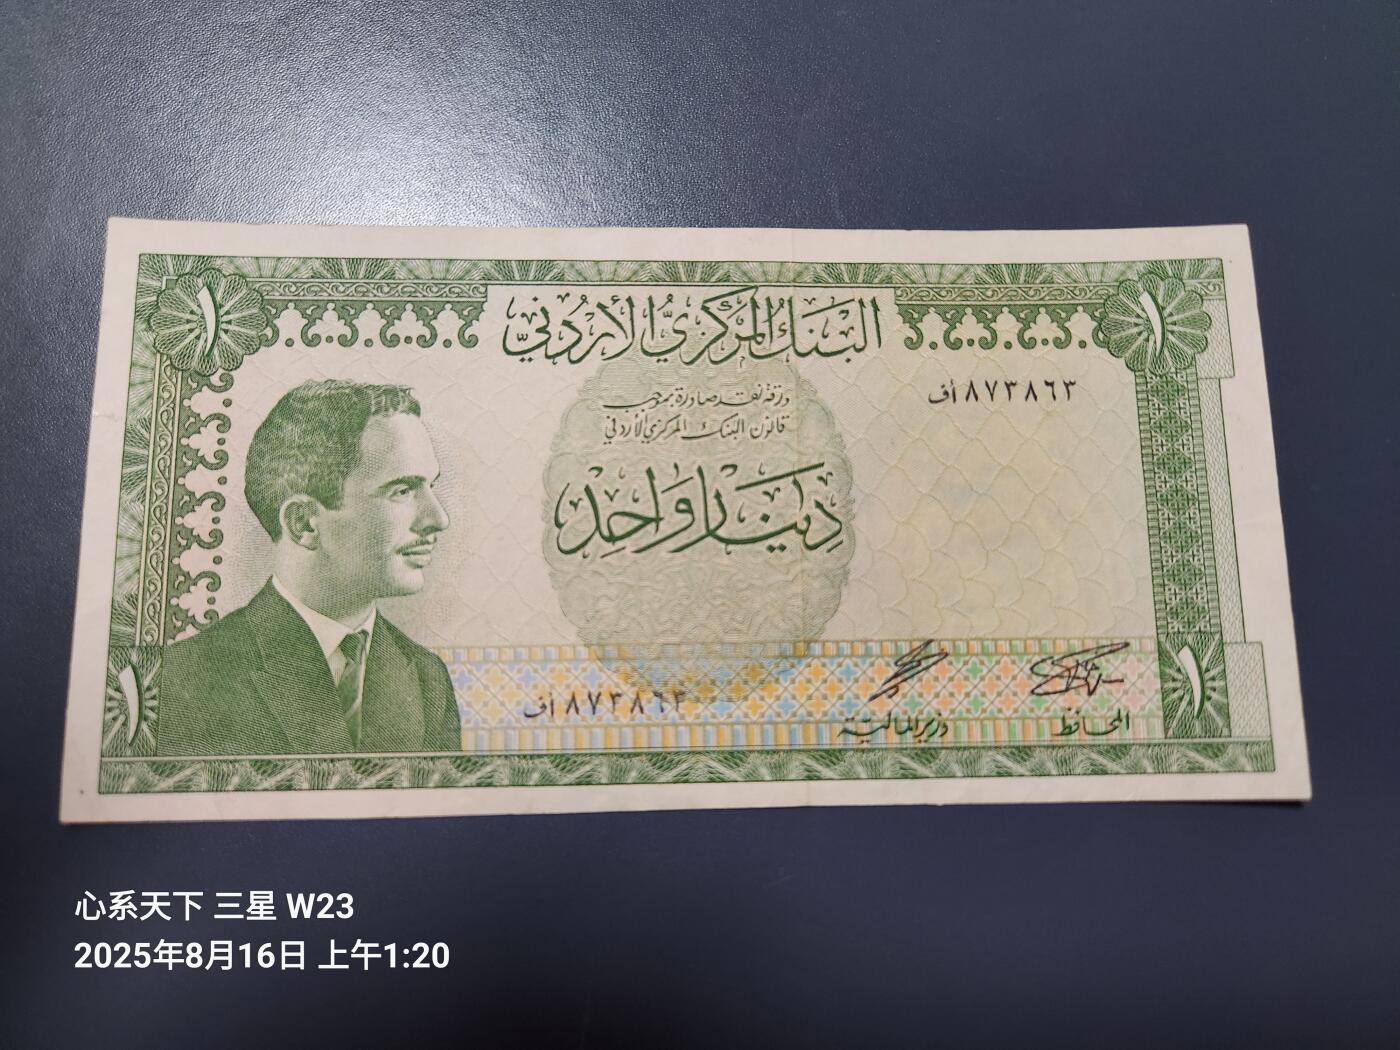 البنك المركزي الأردني
١
١
أف ٨٧٣٨٦٣
ورقة نقد صادرة بموجب
قانون البنك المركزي الأردني
دينار واحد
أف ٨٧٣٨٦٣
وزير المالية
المحافظ
١
١
心系天下 三星 W23
2025年8月16日 上午1:20